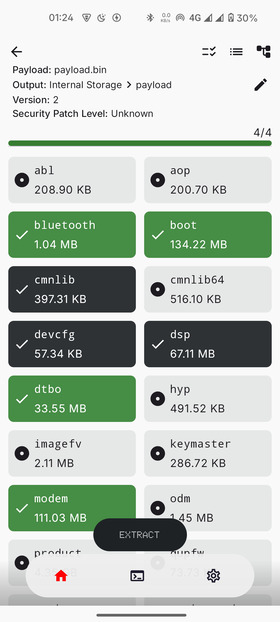 01:24
0.0
KB/s
4G
30%
Payload: payload.bin
Output: Internal Storage > payload
Version: 2
Security Patch Level: Unknown
4/4
abl
208.90 KB
aop
200.70 KB
bluetooth
1.04 MB
boot
134.22 MB
cmnlib
397.31 KB
cmnlib64
516.10 KB
devcfg
57.34 KB
dsp
67.11 MB
dtbo
33.55 MB
hyp
491.52 KB
imagefv
2.11 MB
keymaster
286.72 KB
modem
111.03 MB
odm
1.45 MB
EXTRACT
product